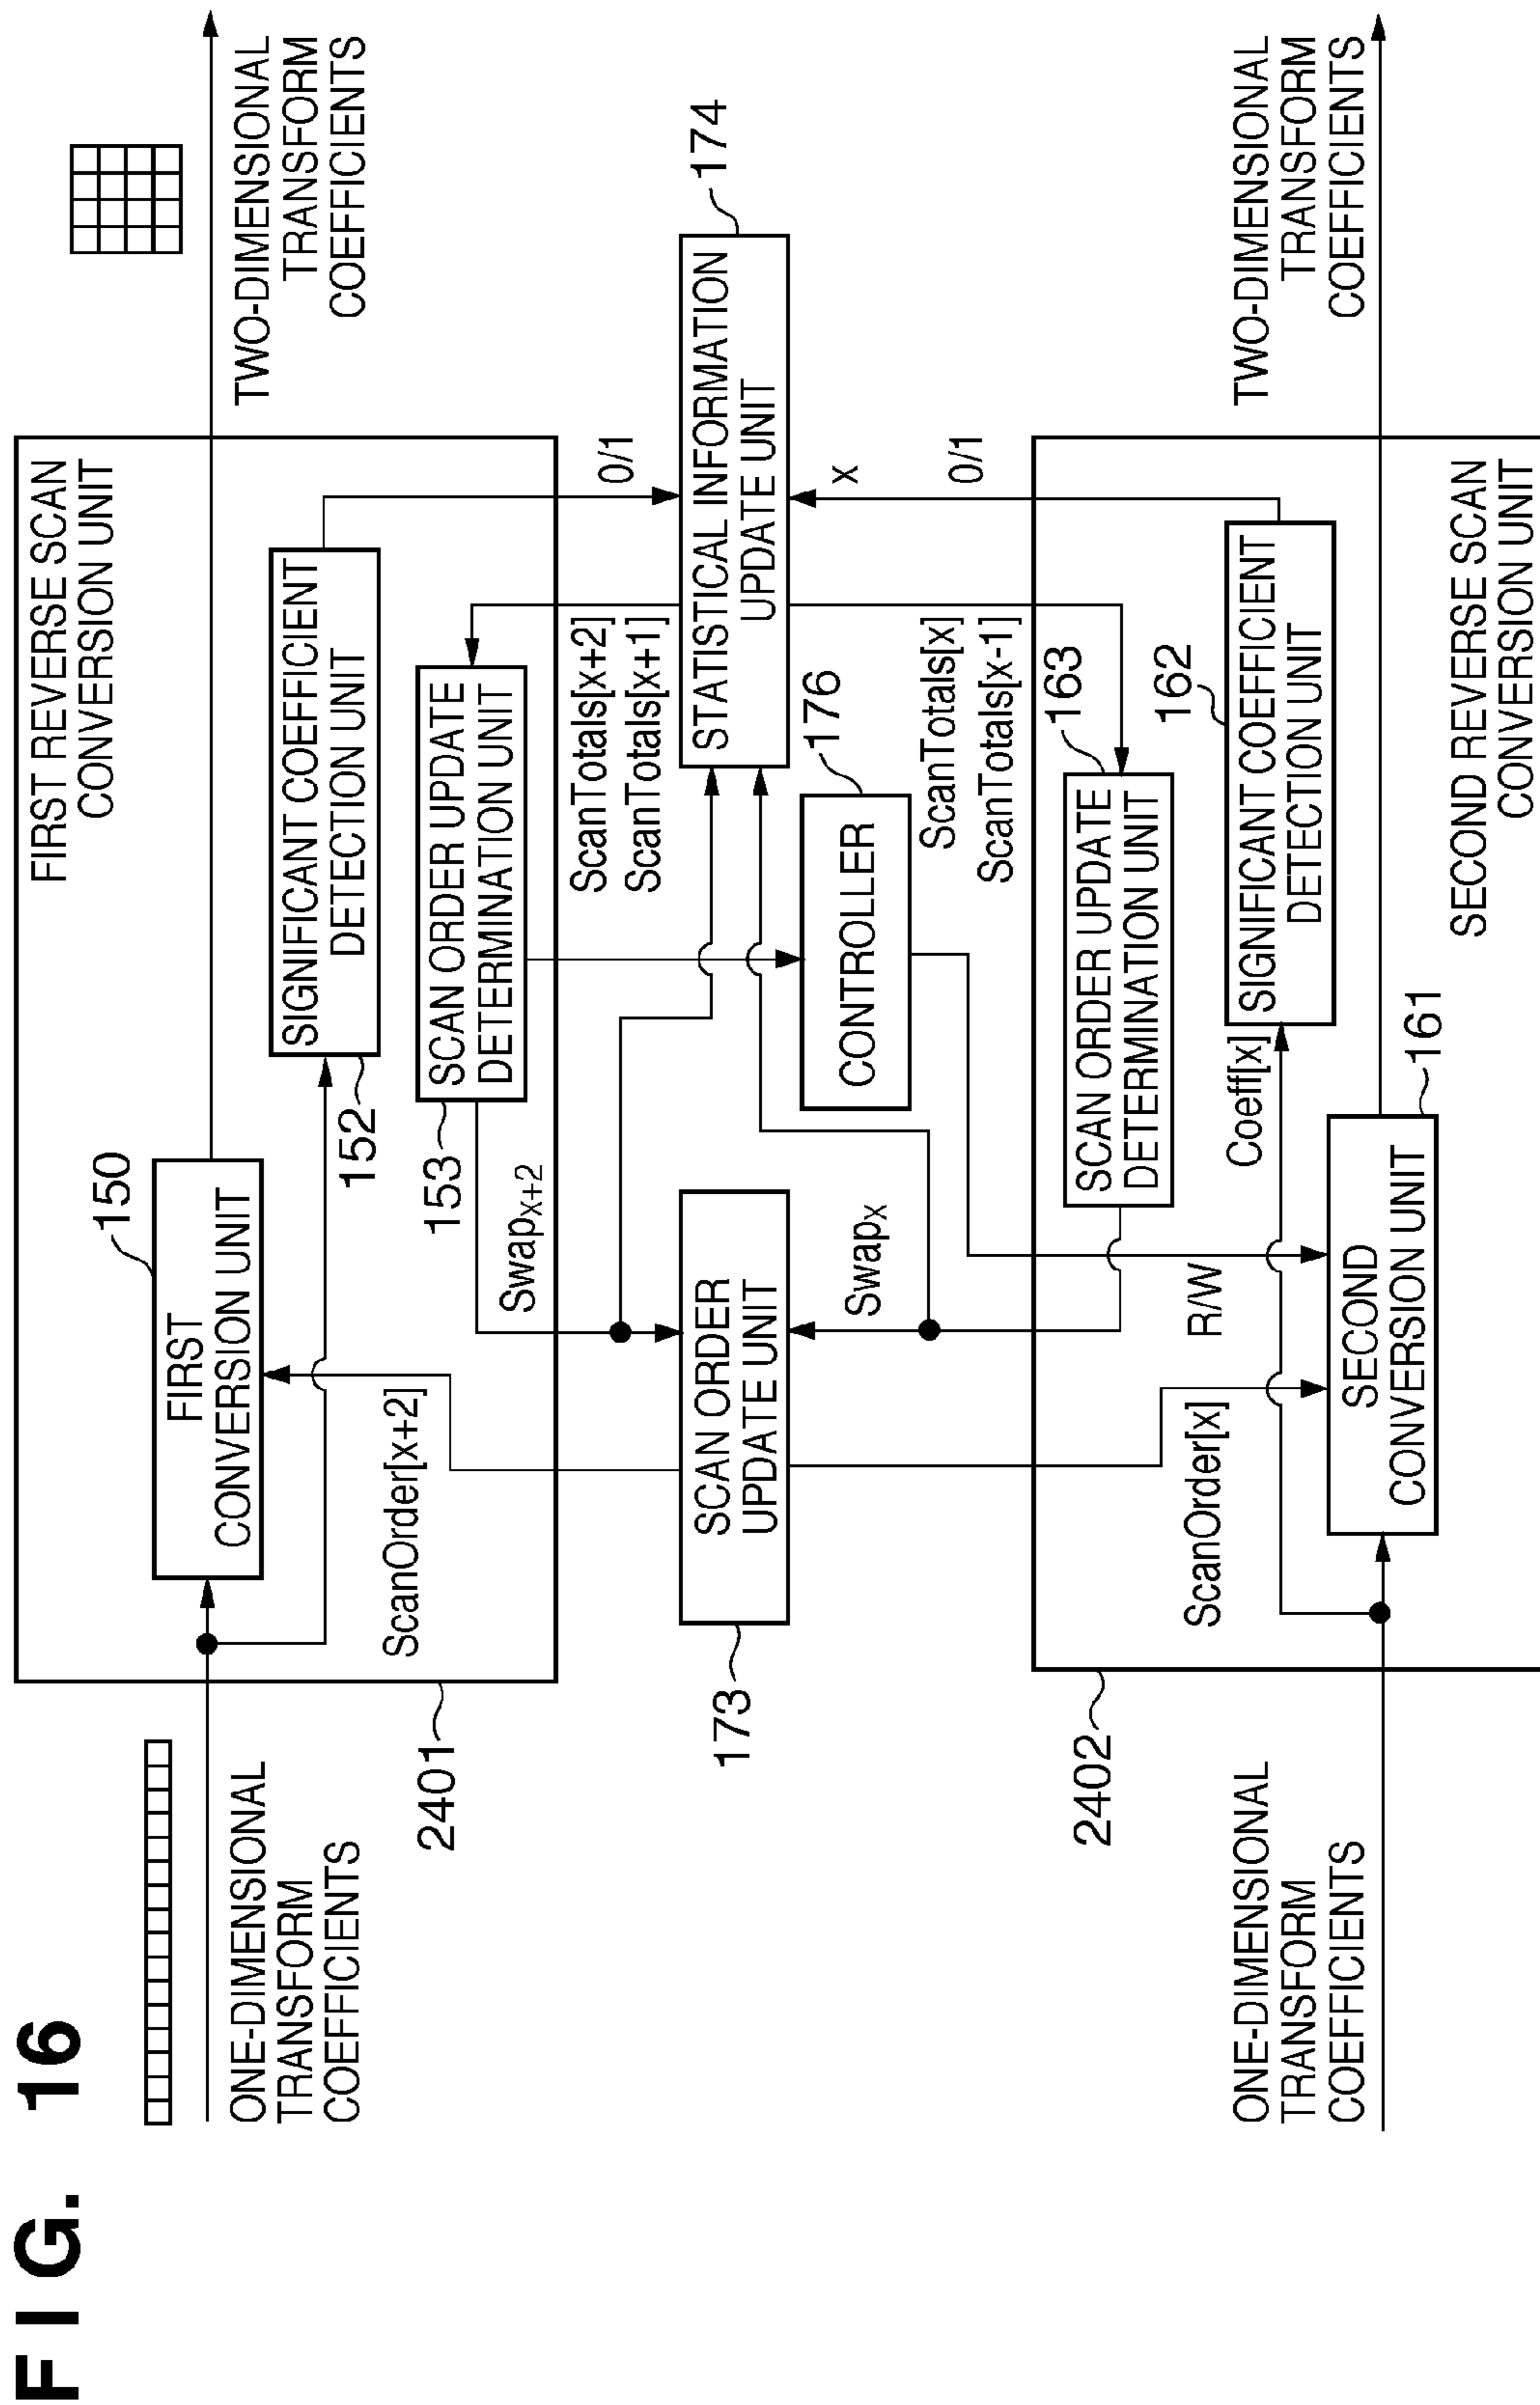 FIG. 16
ONE-DIMENSIONAL
TRANSFORM
COEFFICIENTS
2401
FIRST REVERSE SCAN
CONVERSION UNIT
150
FIRST
CONVERSION UNIT
152
SIGNIFICANT COEFFICIENT
DETECTION UNIT
153
SCAN ORDER UPDATE
DETERMINATION UNIT
ScanOrder[x+2]
Swapx+2
TWO-DIMENSIONAL
TRANSFORM
COEFFICIENTS
0/1
ScanTotals[x+2]
ScanTotals[x+1]
173
SCAN ORDER
UPDATE UNIT
STATISTICAL INFORMATION
UPDATE UNIT
174
176
CONTROLLER
Swapx
x
0/1
ScanTotals[x]
ScanTotals[x-1]
2402
163
SCAN ORDER UPDATE
DETERMINATION UNIT
162
SIGNIFICANT COEFFICIENT
DETECTION UNIT
ScanOrder[x]
R/W
Coeff[x]
SECOND
CONVERSION UNIT
161
SECOND REVERSE SCAN
CONVERSION UNIT
ONE-DIMENSIONAL
TRANSFORM
COEFFICIENTS
TWO-DIMENSIONAL
TRANSFORM
COEFFICIENTS